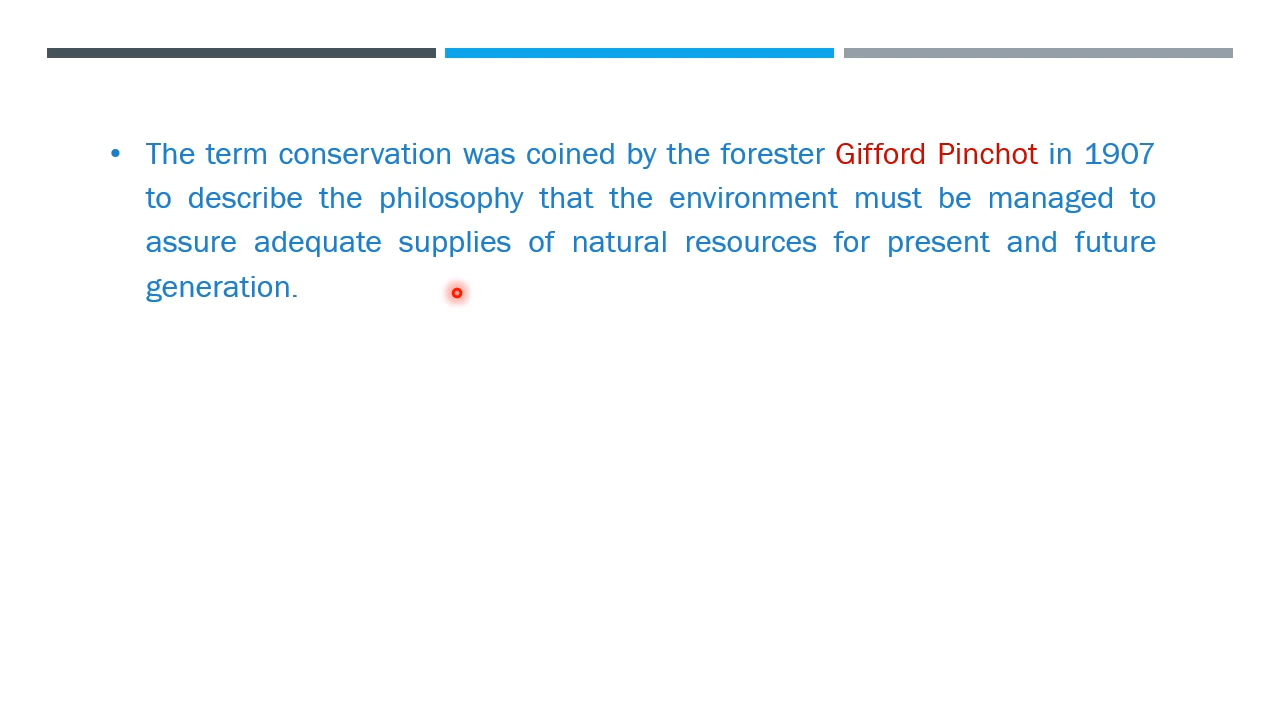 • The term conservation was coined by the forester Gifford Pinchot in 1907
to describe the philosophy that the environment must be managed to
assure adequate supplies of natural resources for present and future
generation.